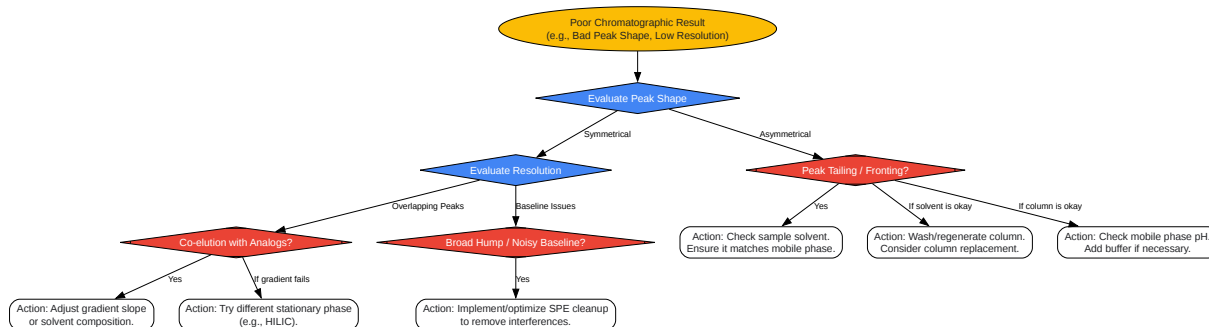 Poor Chromatographic Result
(e.g., Bad Peak Shape, Low Resolution)
Evaluate Peak Shape
Symmetrical
Asymmetrical
Evaluate Resolution
Peak Tailing / Fronting?
Overlapping Peaks
Baseline Issues
Yes
If solvent is okay
If column is okay
Co-elution with Analogs?
Broad Hump / Noisy Baseline?
Action: Check sample solvent.
Ensure it matches mobile phase.
Action: Wash/regenerate column.
Consider column replacement.
Action: Check mobile phase pH.
Add buffer if necessary.
Yes
If gradient fails
Yes
Action: Adjust gradient slope
or solvent composition.
Action: Try different stationary phase
(e.g., HILIC).
Action: Implement/optimize SPE cleanup
to remove interferences.